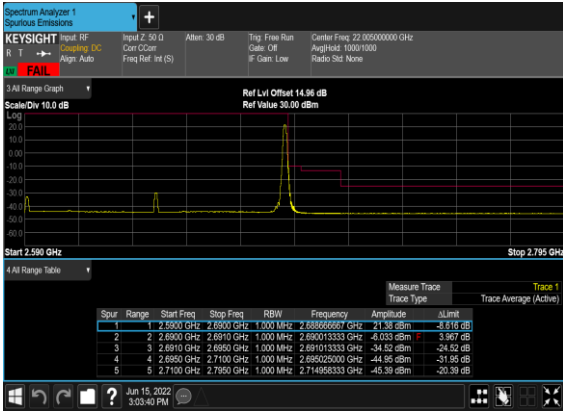 Spectrum Analyzer 1
Spurious Emissions
+
KEYSIGHT Input: RF Input Z: 50 Ω Atten: 30 dB Trig: Free Run Center Freq: 22.005000000 GHz
R T Coupling: DC Corr CCorr Gate: Off Avg|Hold: 1000/1000
Align: Auto Freq Ref: Int (S) IF Gain: Low Radio Std: None
FAIL
3 All Range Graph
Ref Lvl Offset 14.96 dB
Scale/Div 10.0 dB Ref Value 30.00 dBm
Log
20.0
10.0
0.00
-10.0
-20.0
-30.0
-40.0
-50.0
-60.0
Start 2.590 GHz Stop 2.795 GHz
4 All Range Table
Measure Trace Trace 1
Trace Type Trace Average (Active)
Spur Range Start Freq Stop Freq RBW Frequency Amplitude ΔLimit
1 1 2.5900 GHz 2.6900 GHz 1.000 MHz 2.688666667 GHz 21.38 dBm -8.616 dB
2 2 2.6900 GHz 2.6910 GHz 1.000 MHz 2.690013333 GHz -6.033 dBm F 3.967 dB
3 3 2.6910 GHz 2.6950 GHz 1.000 MHz 2.691013333 GHz -34.52 dBm -24.52 dB
4 4 2.6950 GHz 2.7100 GHz 1.000 MHz 2.695025000 GHz -44.95 dBm -31.95 dB
5 5 2.7100 GHz 2.7950 GHz 1.000 MHz 2.714958333 GHz -45.39 dBm -20.39 dB
? Jun 15, 2022
3:03:40 PM